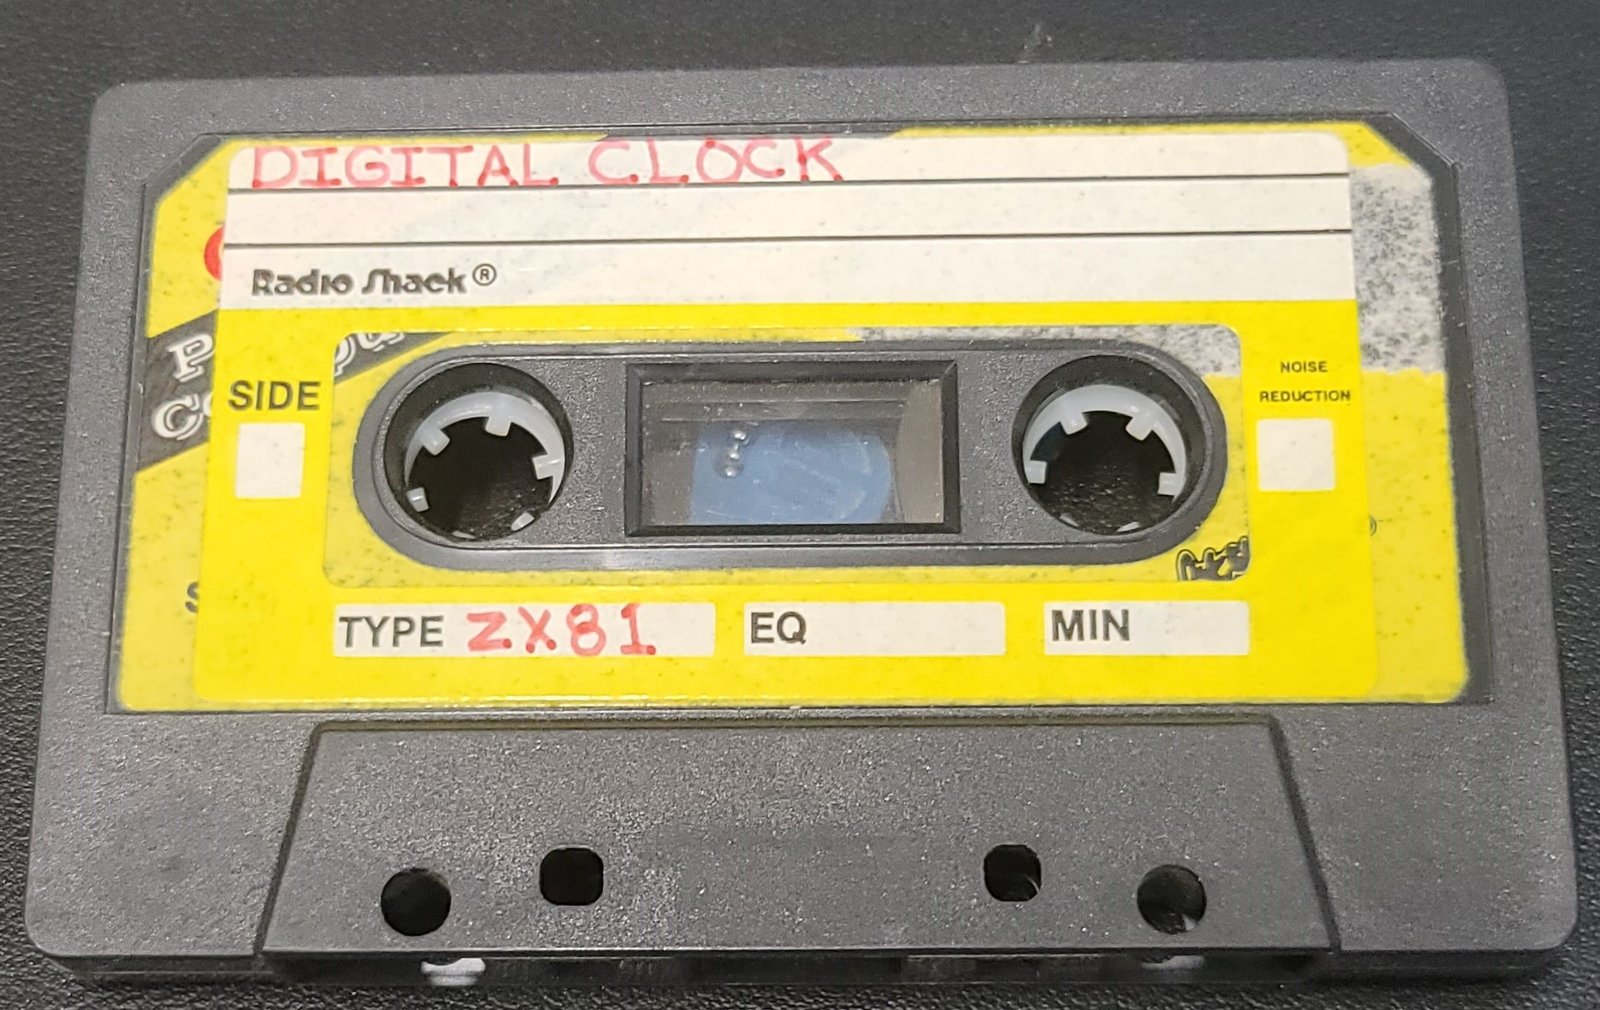 DIGITAL CLOCK
Radio Shack®
SIDE
NOISE
REDUCTION
TYPE ZX81
EQ
MIN